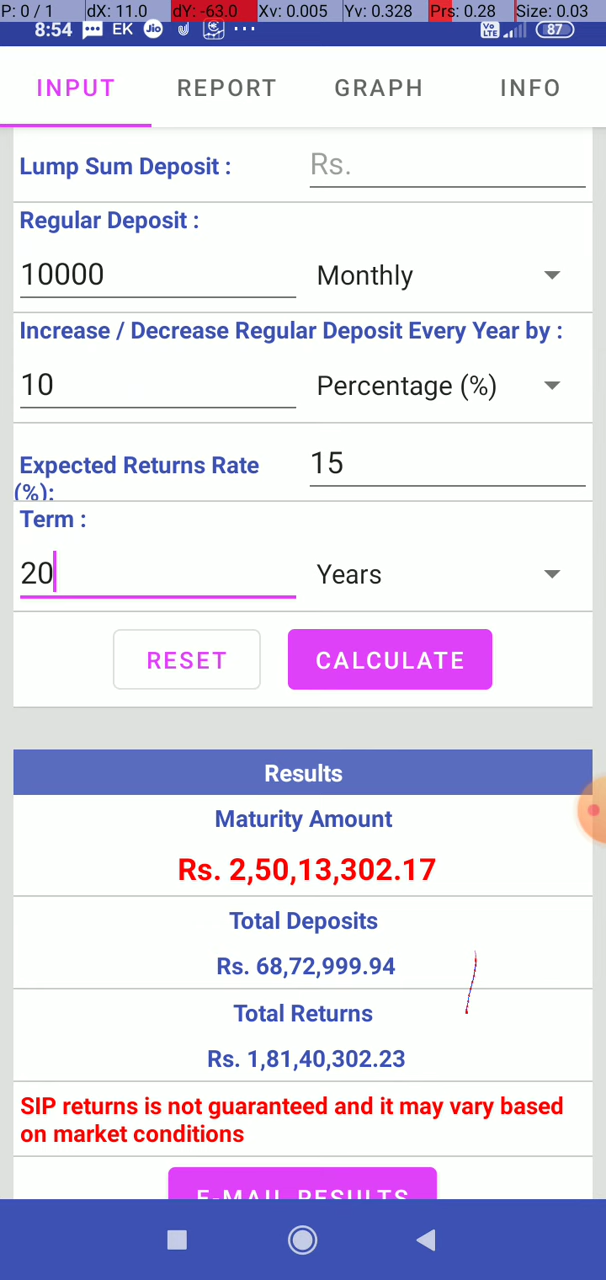 P: 0 / 1 dX: 11.0 dY: -63.0 Xv: 0.005 Yv: 0.328 Prs: 0.28 Size: 0.03
8:54 EK Jio Vo LTE 87
INPUT REPORT GRAPH INFO
Lump Sum Deposit : Rs.
Regular Deposit :
10000 Monthly
Increase / Decrease Regular Deposit Every Year by :
10 Percentage (%)
Expected Returns Rate 15
(%):
Term :
20 Years
RESET CALCULATE
Results
Maturity Amount
Rs. 2,50,13,302.17
Total Deposits
Rs. 68,72,999.94
Total Returns
Rs. 1,81,40,302.23
SIP returns is not guaranteed and it may vary based
on market conditions
E-MAIL RESULTS